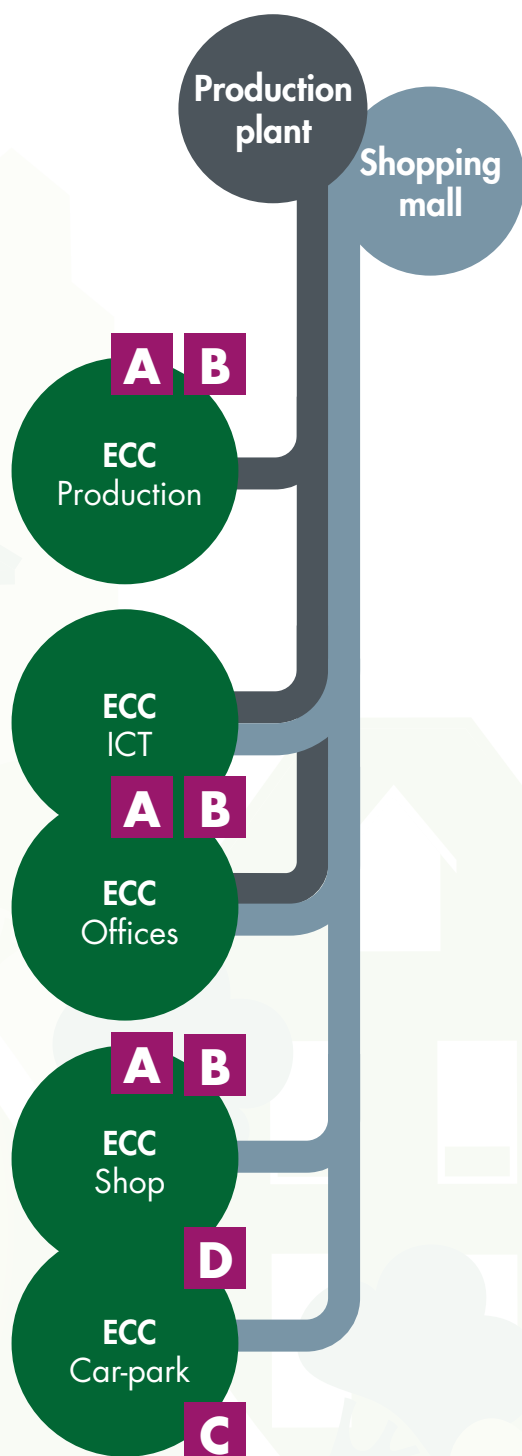 Production
plant
Shopping
mall
A B
ECC
Production
ECC
ICT
A B
ECC
Offices
A B
ECC
Shop
D
ECC
Car-park
C